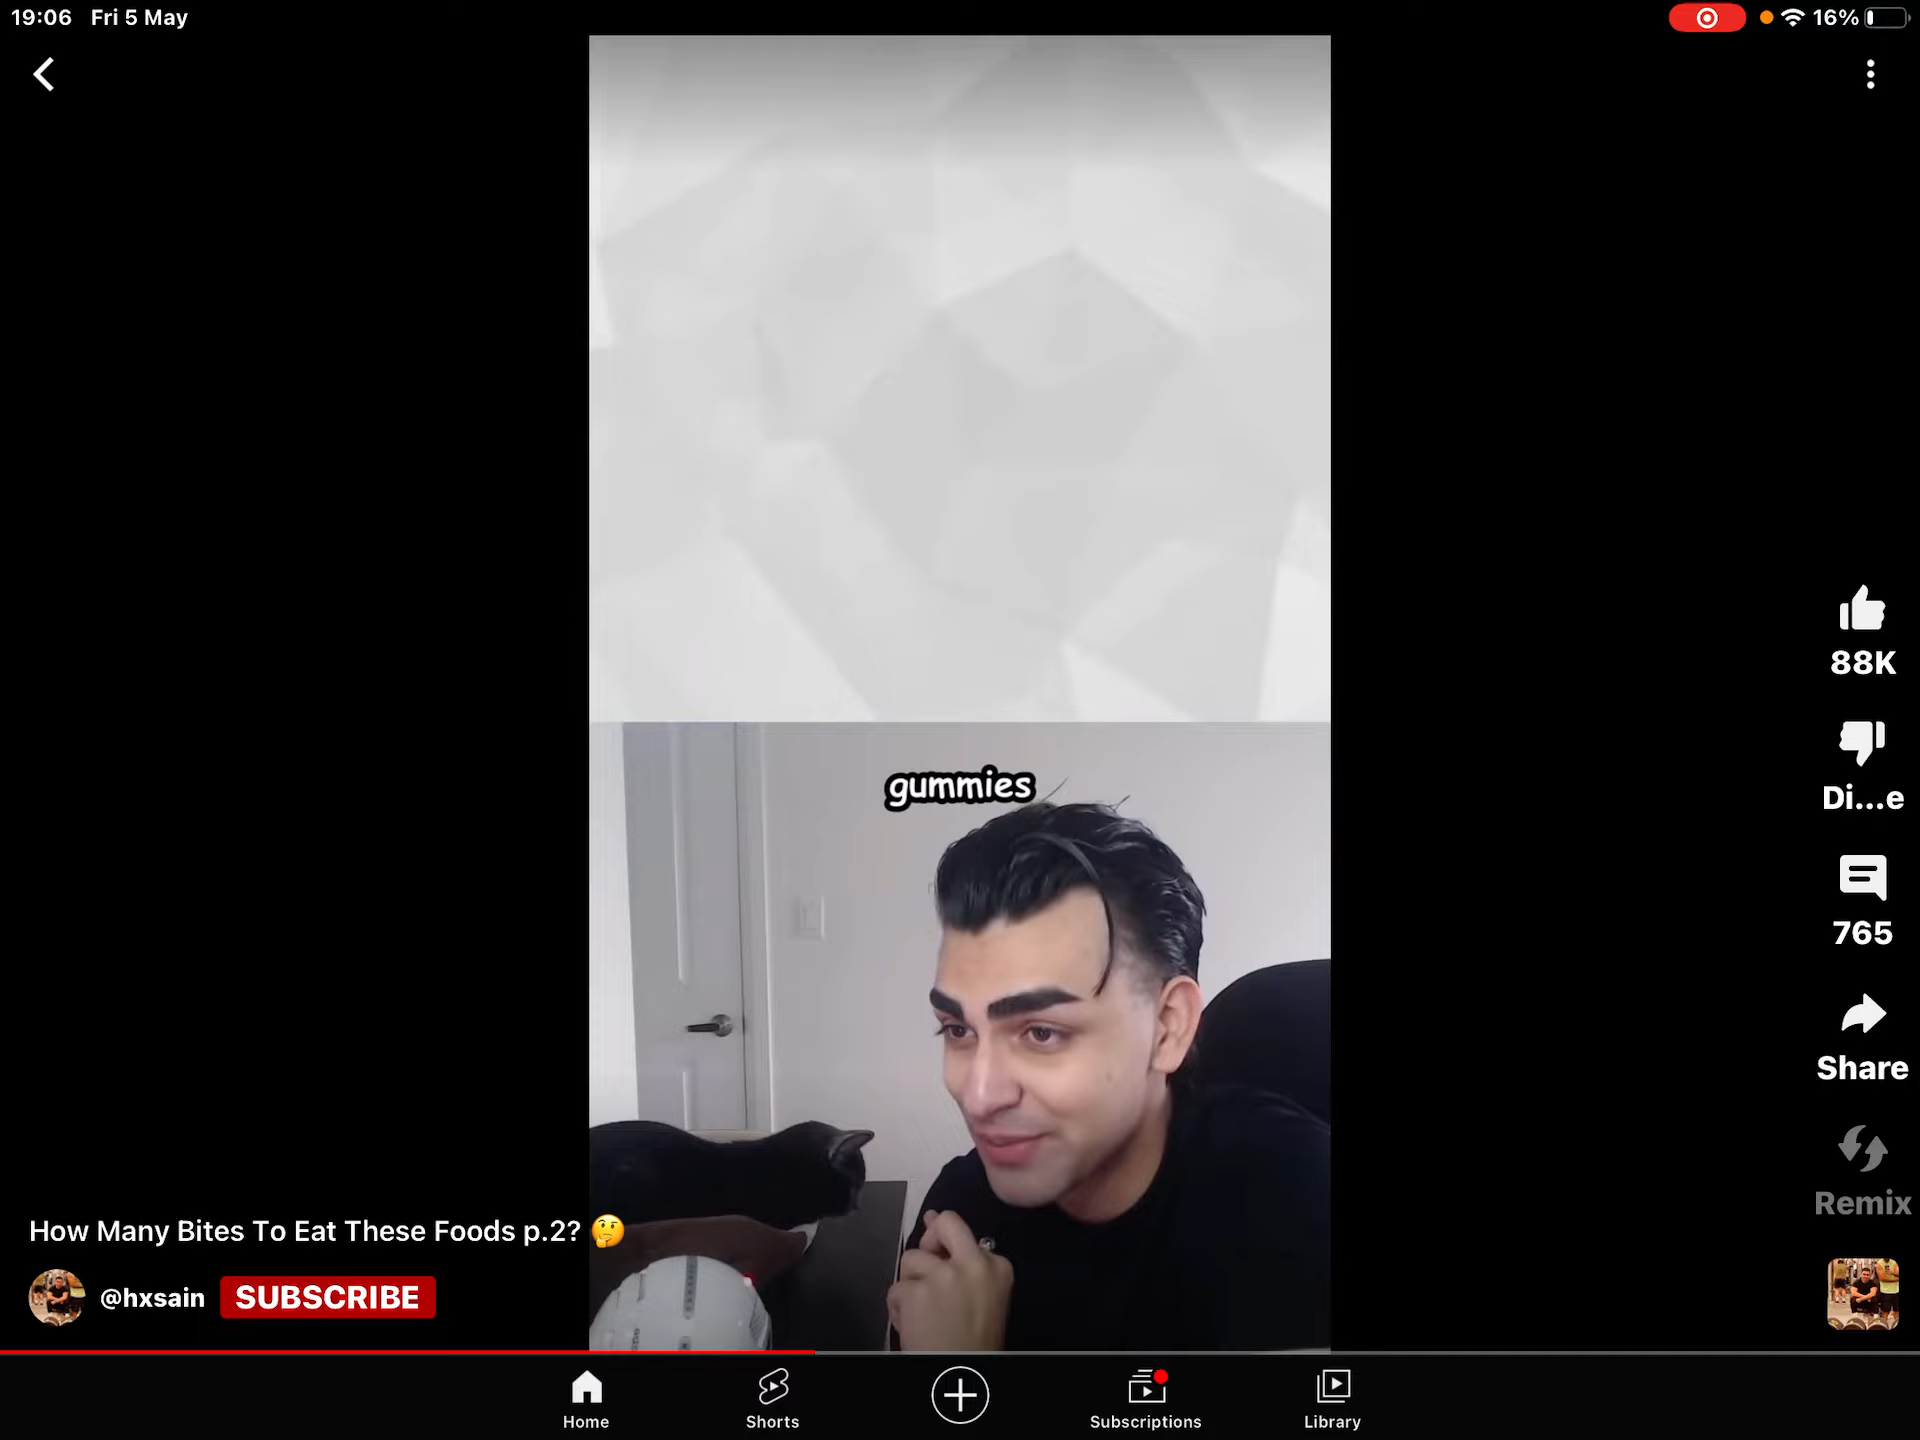 19:06 Fri 5 May
16%
gummies
88K
Di...e
765
Share
Remix
How Many Bites To Eat These Foods p.2? 🤔
@hxsain SUBSCRIBE
Home Shorts Subscriptions Library